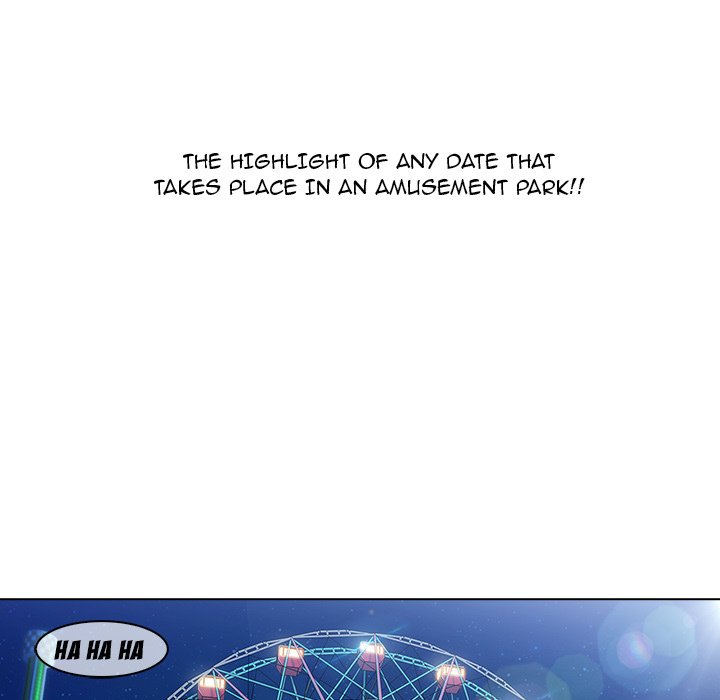 THE HIGHLIGHT OF ANY DATE THAT
TAKES PLACE IN AN AMUSEMENT PARK!!
HA HA HA